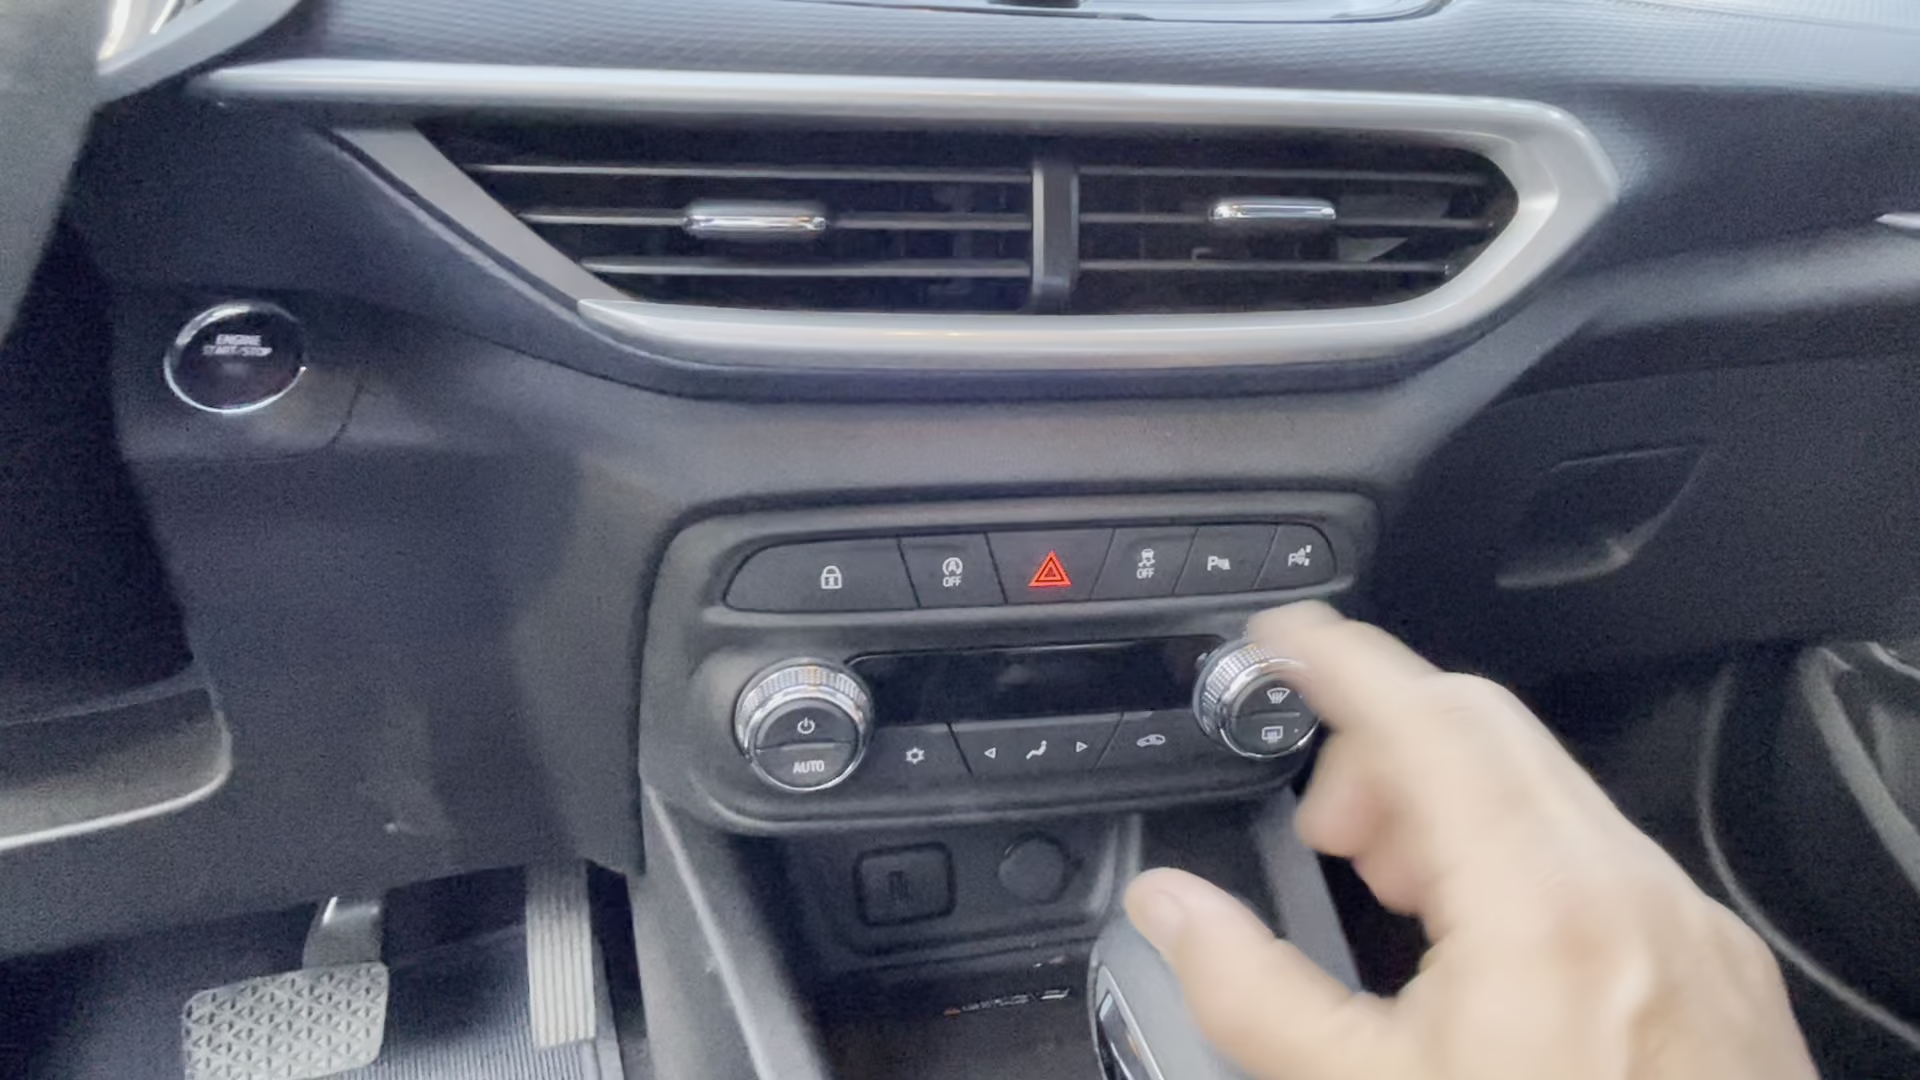 ENGINE
START/STOP
OFF
OFF
P
P
AUTO